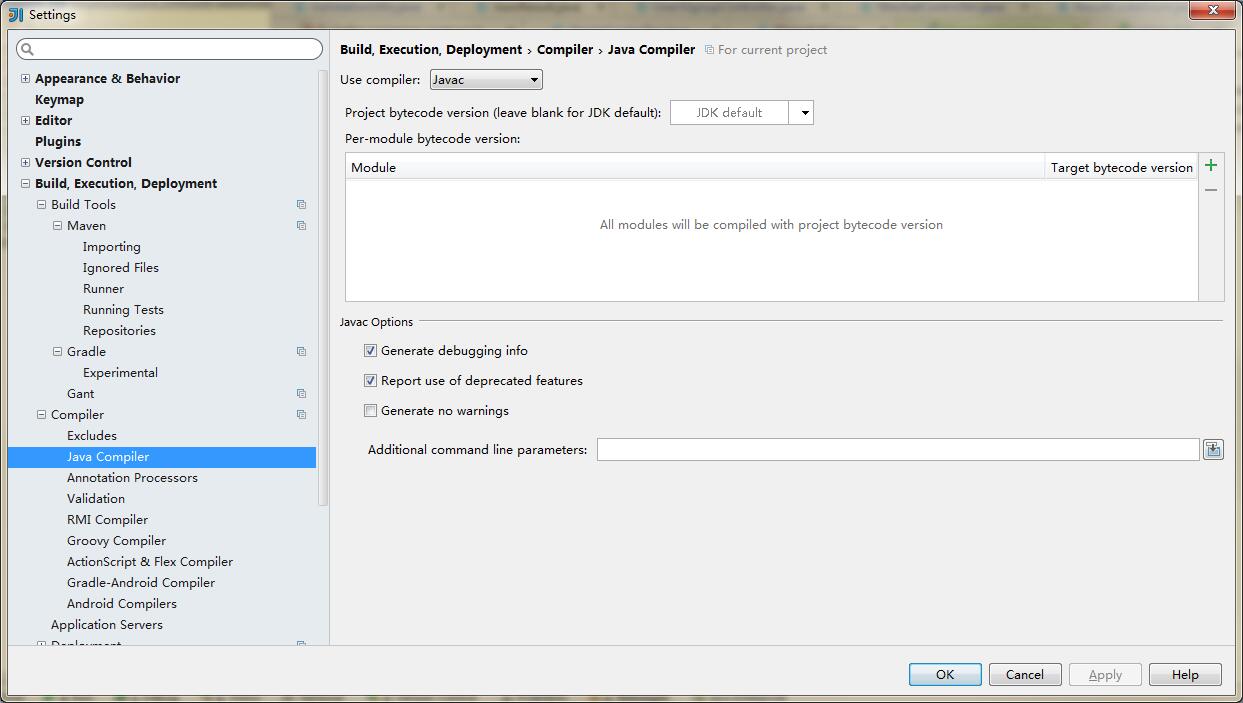 Settings
Appearance & Behavior
Keymap
Editor
Plugins
Version Control
Build, Execution, Deployment
Build Tools
Maven
Importing
Ignored Files
Runner
Running Tests
Repositories
Gradle
Experimental
Gant
Compiler
Excludes
Java Compiler
Annotation Processors
Validation
RMI Compiler
Groovy Compiler
ActionScript & Flex Compiler
Gradle-Android Compiler
Android Compilers
Application Servers
Deployment
Build, Execution, Deployment › Compiler › Java Compiler For current project
Use compiler: Javac
Project bytecode version (leave blank for JDK default): JDK default
Per-module bytecode version:
Module Target bytecode version
All modules will be compiled with project bytecode version
Javac Options
Generate debugging info
Report use of deprecated features
Generate no warnings
Additional command line parameters:
OK Cancel Apply Help